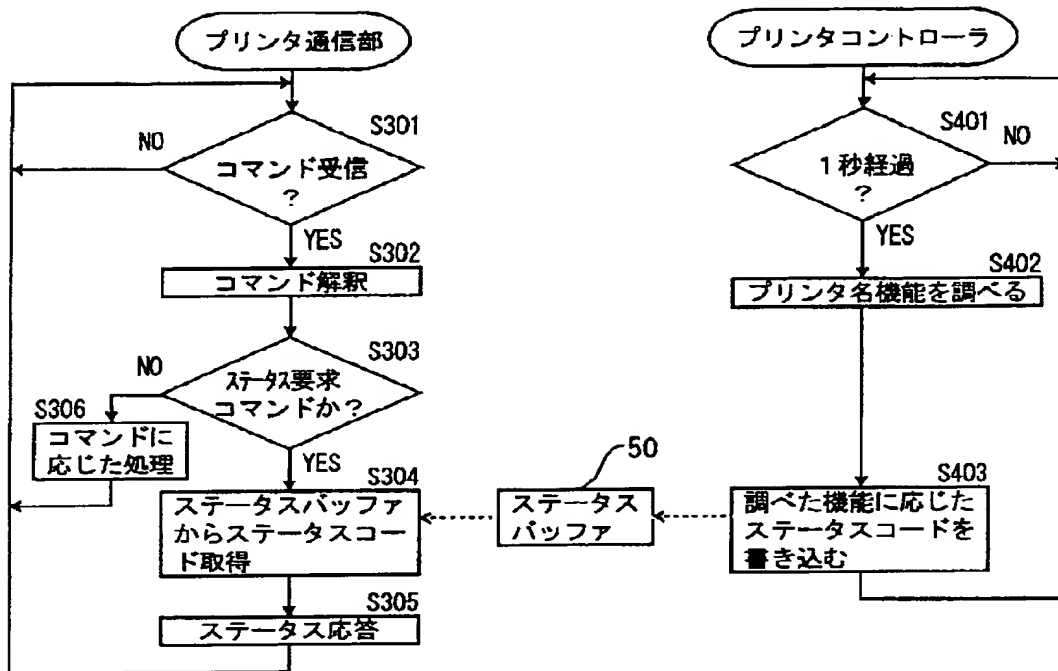 プリンタ通信部
S301
NO
コマンド受信
?
YES
S302
コマンド解釈
S303
NO
ステータス要求
コマンドか?
S306
コマンドに
応じた処理
YES
S304
ステータスバッファ
からステータスコー
ド取得
S305
ステータス応答
50
ステータス
バッファ
プリンタコントローラ
S401
NO
1秒経過
?
YES
S402
プリンタ名機能を調べる
S403
調べた機能に応じた
ステータスコードを
書き込む